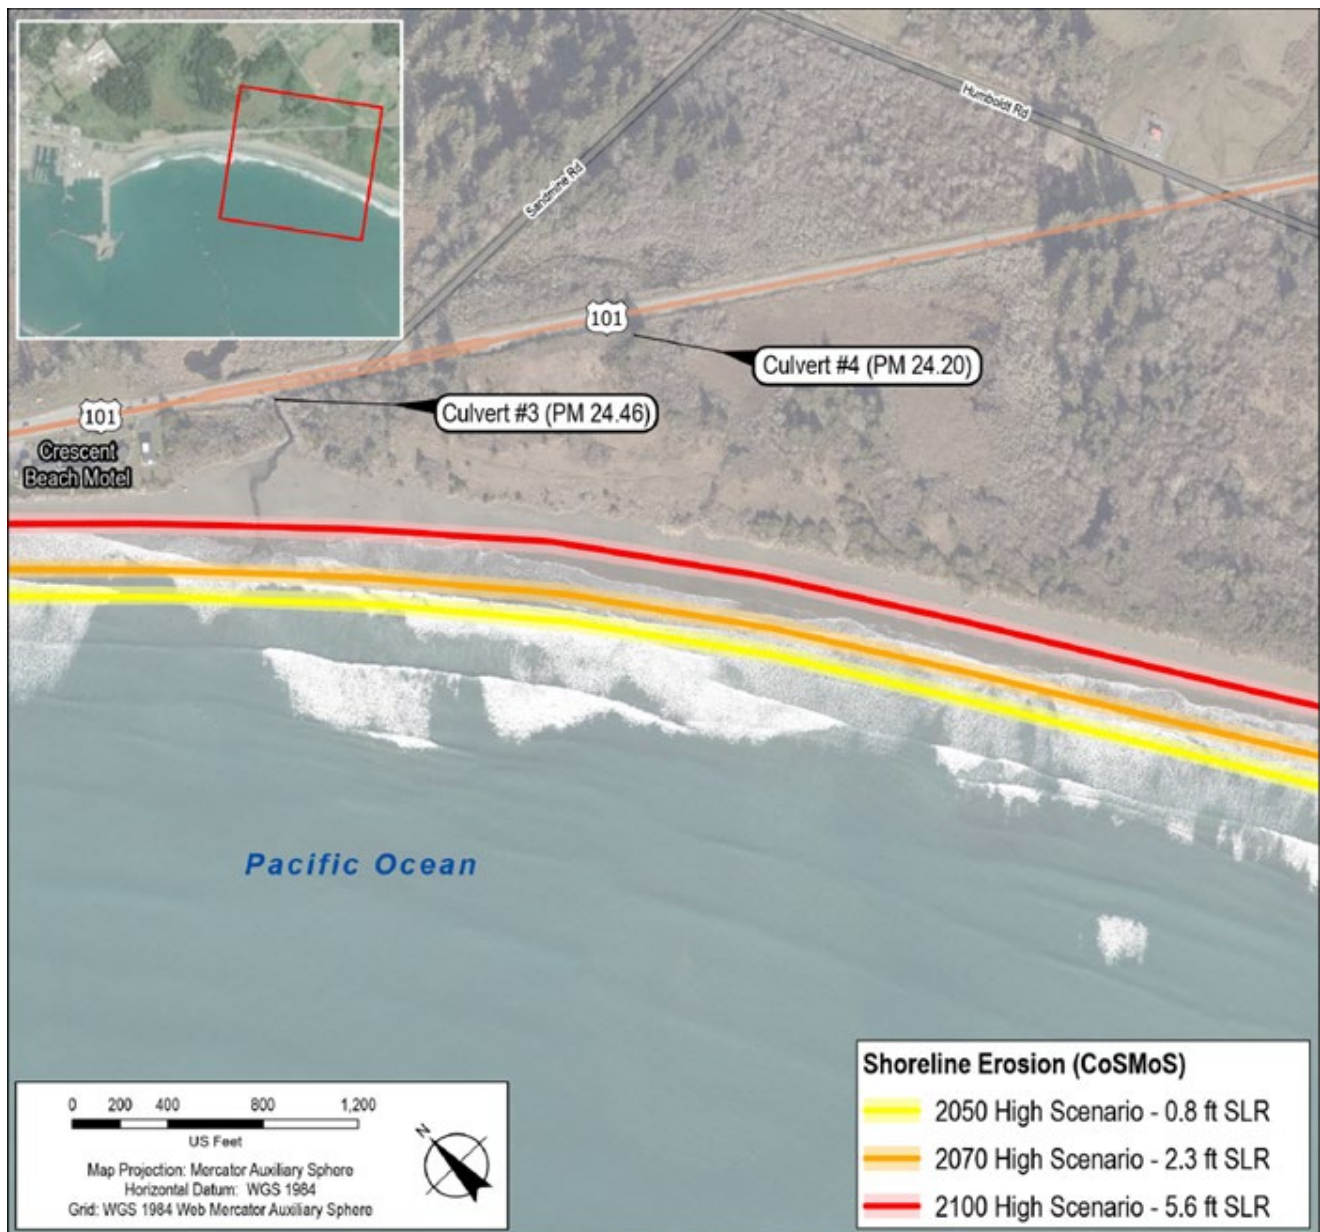 Humboldt Rd
Sandmine Rd
101
Culvert #4 (PM 24.20)
101
Culvert #3 (PM 24.46)
Crescent
Beach Motel
Pacific Ocean
0 200 400 800 1,200
US Feet
N
Map Projection: Mercator Auxiliary Sphere
Horizontal Datum: WGS 1984
Grid: WGS 1984 Web Mercator Auxiliary Sphere
Shoreline Erosion (CoSMoS)
2050 High Scenario - 0.8 ft SLR
2070 High Scenario - 2.3 ft SLR
2100 High Scenario - 5.6 ft SLR